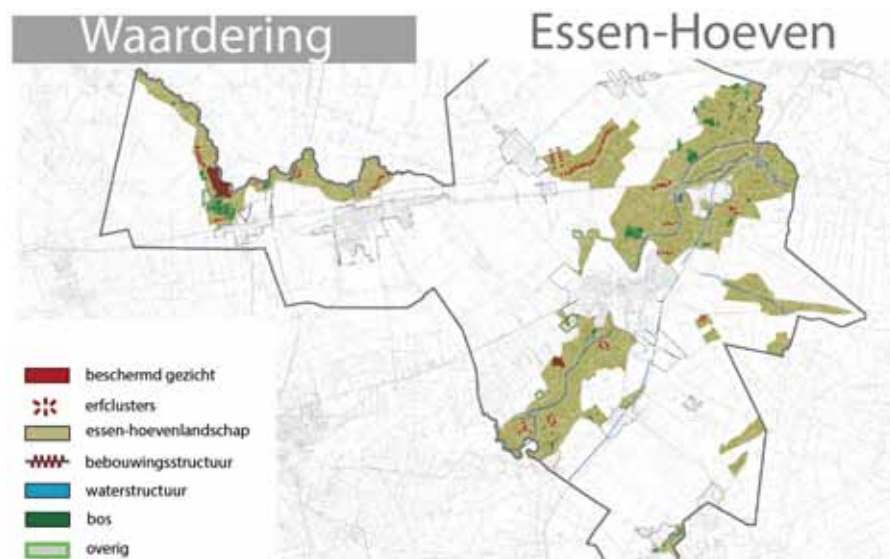 Waardering
Essen-Hoeven
beschermd gezicht
erfclusters
essen-hoevenlandschap
bebouwingsstructuur
waterstructuur
bos
overig